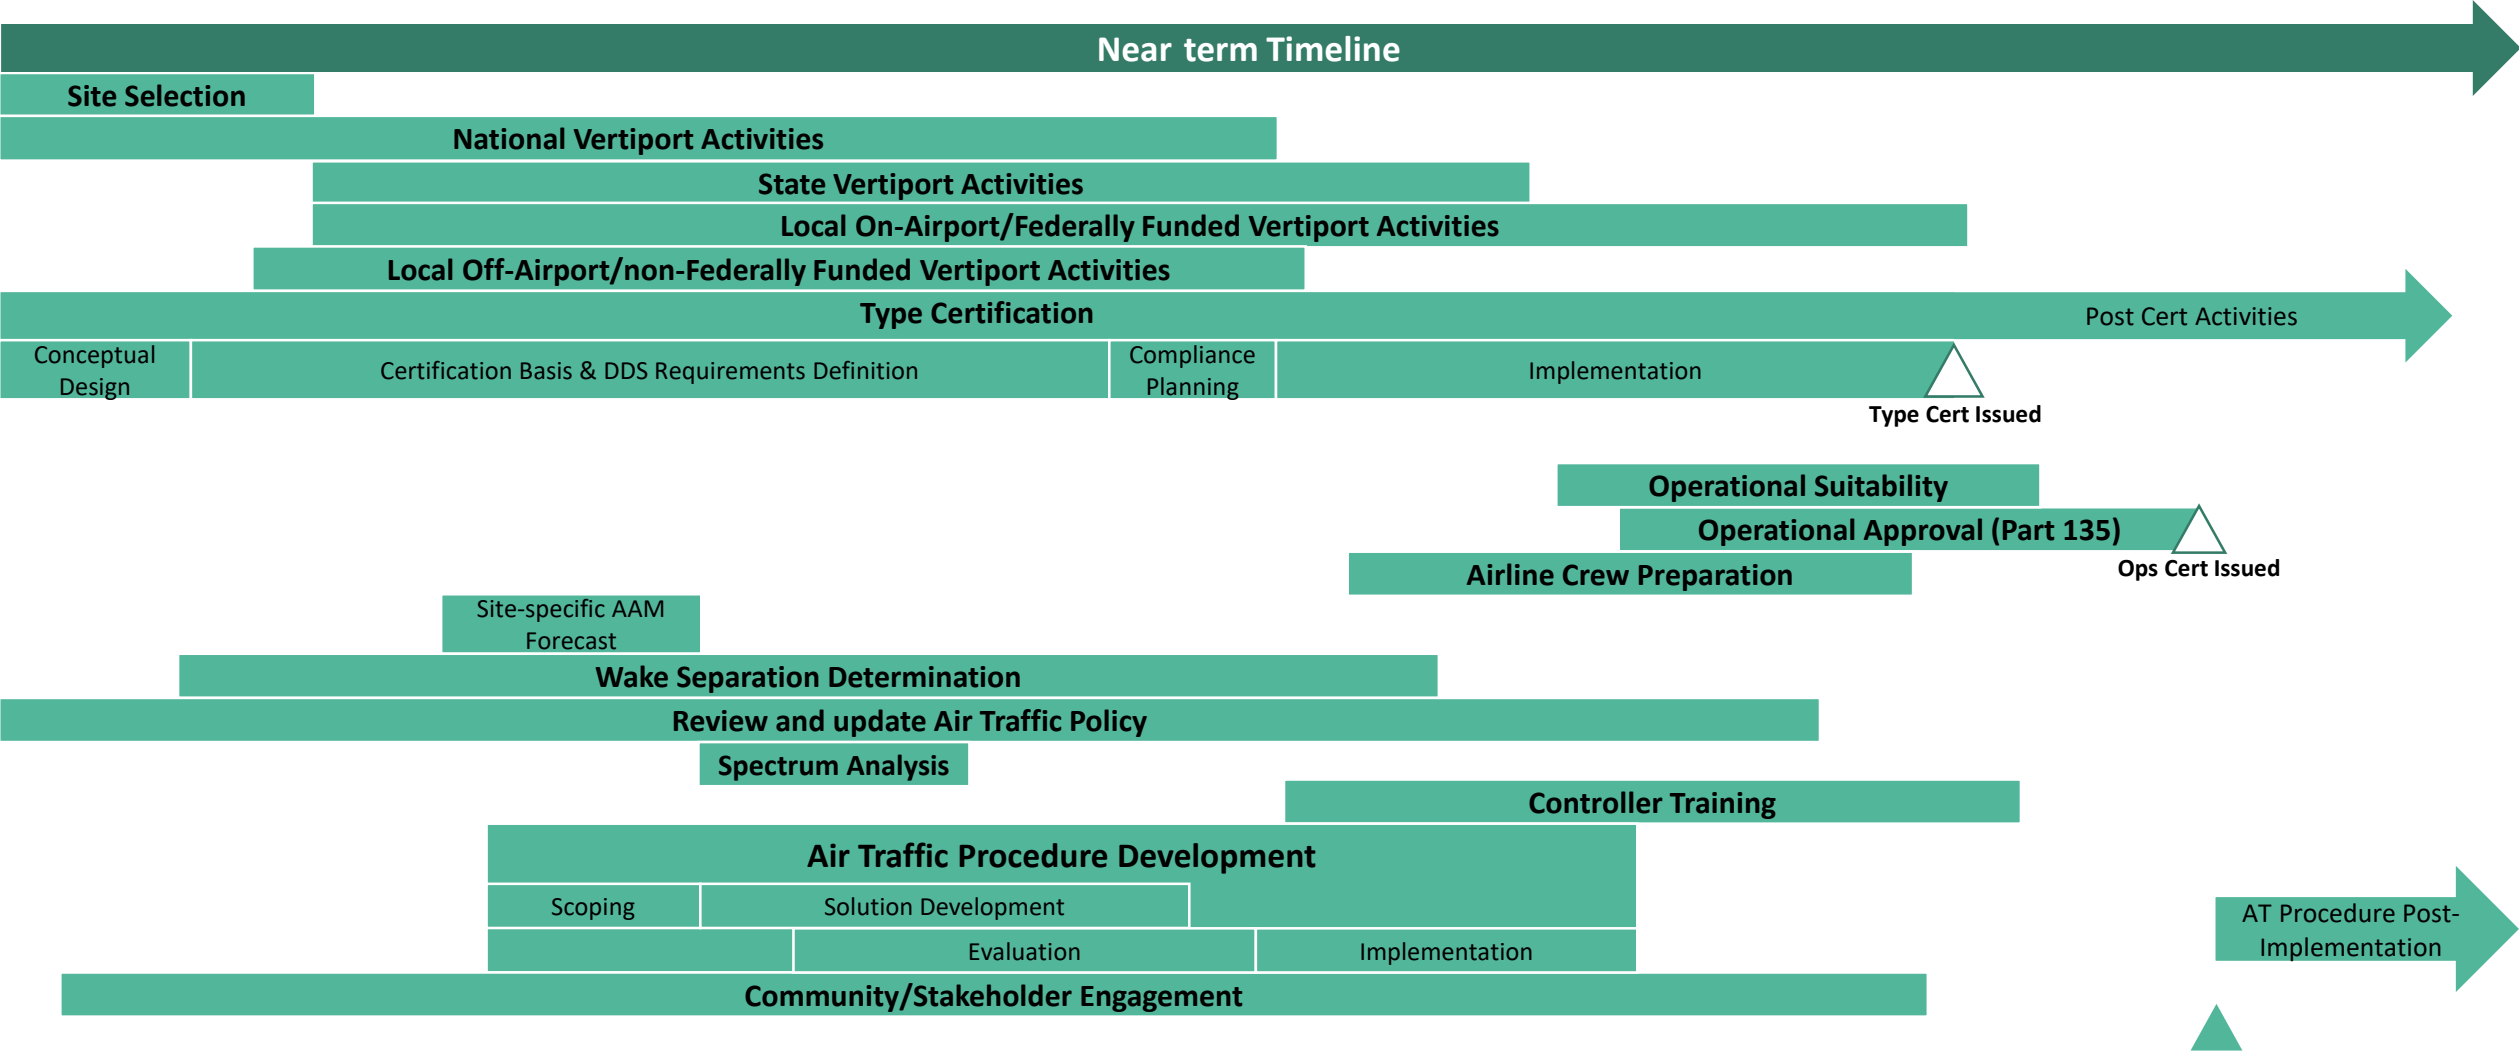 Near term Timeline
Site Selection
National Vertiport Activities
State Vertiport Activities
Local On-Airport/Federally Funded Vertiport Activities
Local Off-Airport/non-Federally Funded Vertiport Activities
Type Certification
Post Cert Activities
Conceptual
Design
Certification Basis & DDS Requirements Definition
Compliance
Planning
Implementation
Type Cert Issued
Operational Suitability
Operational Approval (Part 135)
Ops Cert Issued
Airline Crew Preparation
Site-specific AAM
Forecast
Wake Separation Determination
Review and update Air Traffic Policy
Spectrum Analysis
Controller Training
Air Traffic Procedure Development
Scoping
Solution Development
Evaluation
Implementation
AT Procedure Post-
Implementation
Community/Stakeholder Engagement